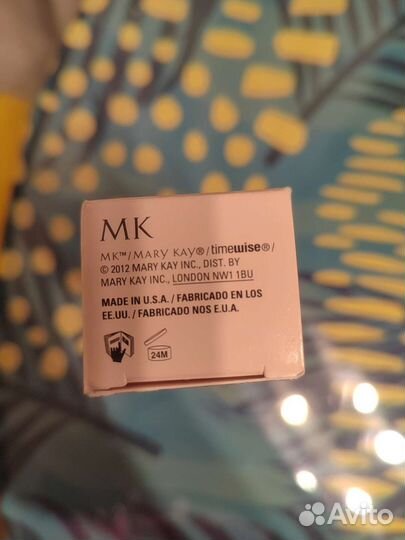 MK
MK™/MARY KAY®/timewise®/
© 2012 MARY KAY INC., DIST. BY
MARY KAY INC., LONDON NW1 1BU
MADE IN U.S.A. / FABRICADO EN LOS
EE.UU. / FABRICADO NOS E.U.A.
24M
Avito